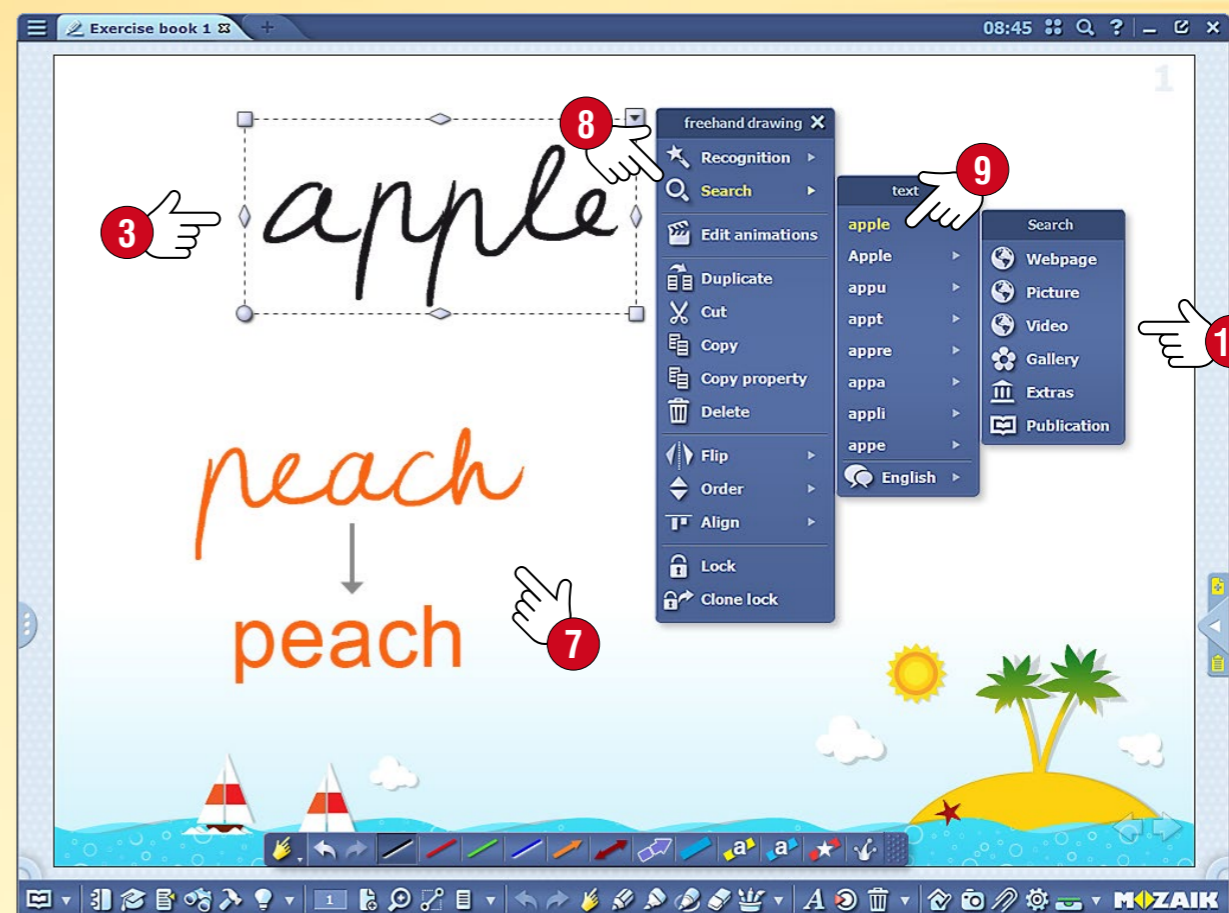 Exercise book 1
08:45 ?
1
apple
8
freehand drawing
Recognition
Search
Edit animations
Duplicate
Cut
Copy
Copy property
Delete
Flip
Order
Align
Lock
Clone lock
9
text
apple
Apple
appu
appt
appre
appa
appli
appe
English
Search
Webpage
Picture
Video
Gallery
Extras
Publication
3
1
peach
peach
7
a a
1
A
MOZAIK